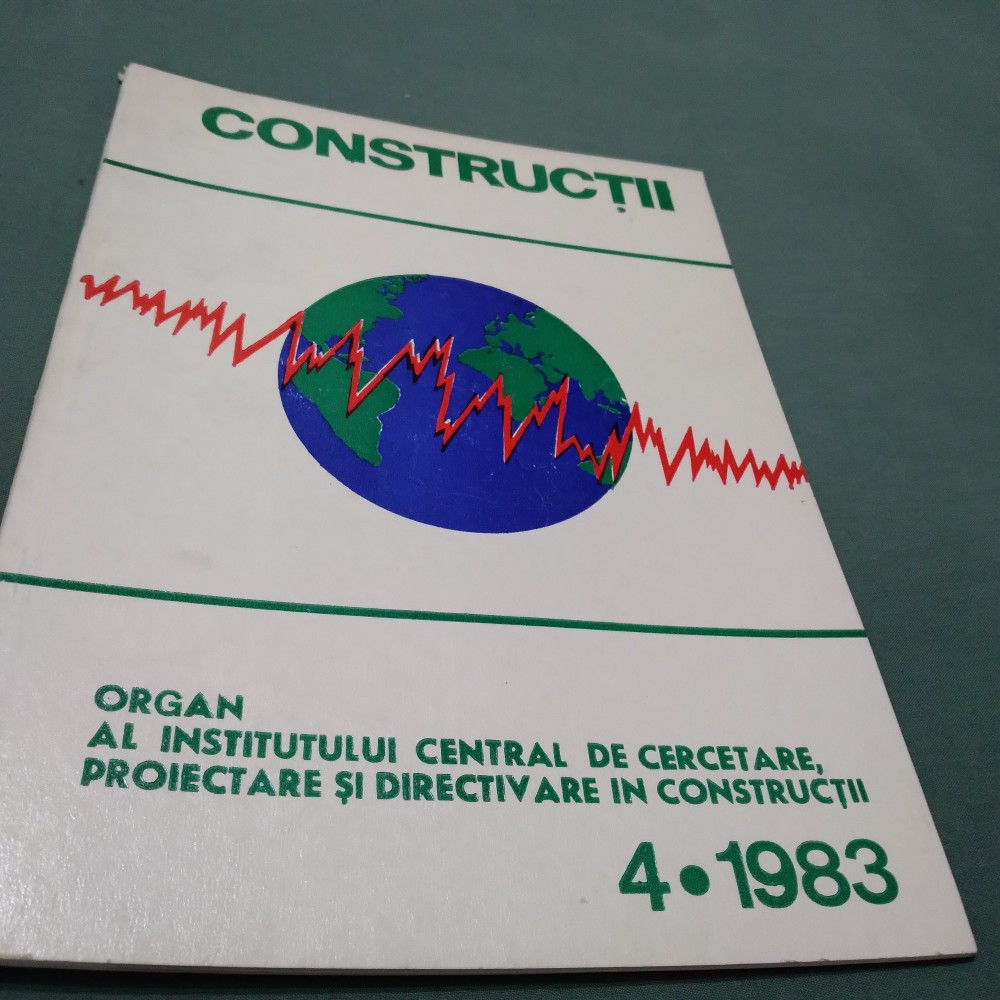 CONSTRUCȚII
ORGAN
AL INSTITUTULUI CENTRAL DE CERCETARE,
PROIECTARE ȘI DIRECTIVARE IN CONSTRUCȚII
4•1983